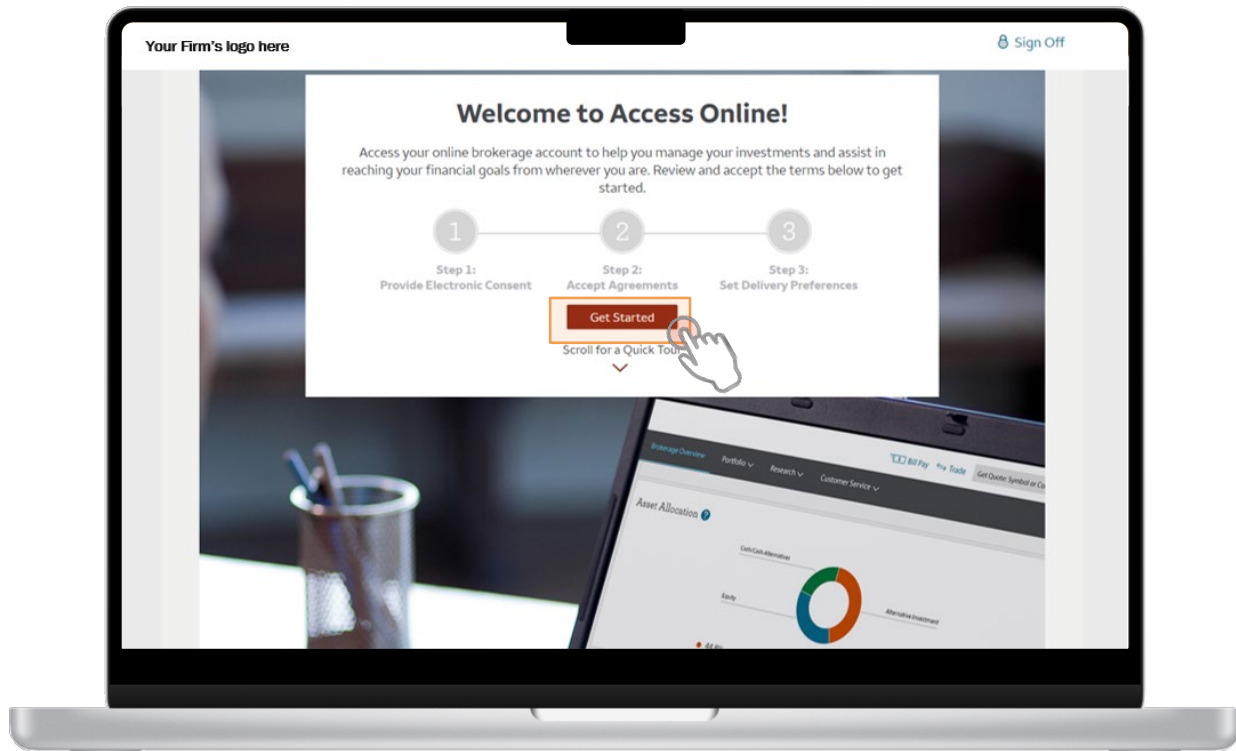 Your Firm's logo here
Sign Off
Welcome to Access Online!
Access your online brokerage account to help you manage your investments and assist in
reaching your financial goals from wherever you are. Review and accept the terms below to get
started.
1
2
3
Step 1:
Provide Electronic Consent
Step 2:
Accept Agreements
Step 3:
Set Delivery Preferences
Get Started
Scroll for a Quick Tour
Bill Pay
Trade
Get Quote: Symbol or Co
Brokerage Overview
Portfolio
Research
Customer Service
Asset Allocation
?
Cash/Cash Alternatives
Equity
Alternative Investment